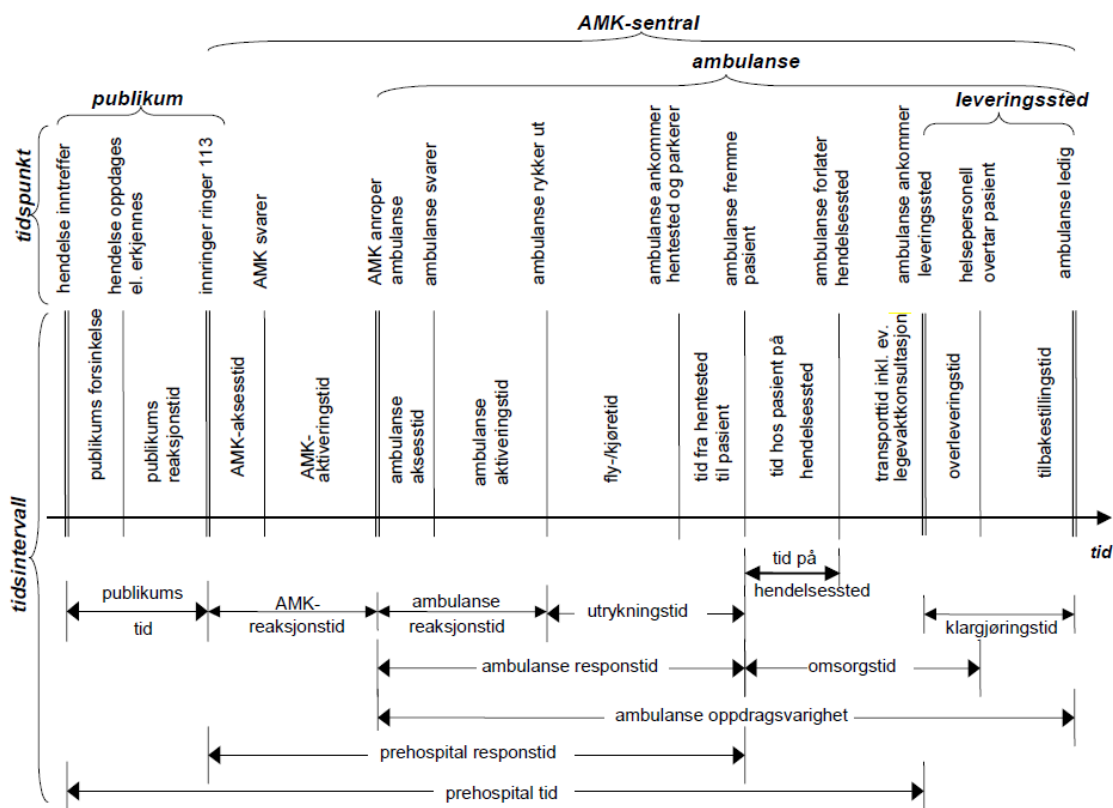 AMK-sentral
ambulanse
publikum
leveringssted
tidspunkt
hendelse inntreffer
hendelse oppdages
el. erkjennes
innringer ringer 113
AMK svarer
AMK anroper
ambulanse
ambulanse svarer
ambulanse rykker ut
ambulanse ankommer
hentested og parkerer
ambulanse fremme
pasient
ambulanse forlater
hendelsessted
ambulanse ankommer
leveringssted
helsepersonell
overtar pasient
ambulanse ledig
tidsintervall
publikums forsinkelse
publikums
reaksjonstid
AMK-aksesstid
AMK-
aktiveringstid
ambulanse
aksesstid
ambulanse
aktiveringstid
fly-/kjøretid
tid fra hentested
til pasient
tid hos pasient på
hendelsessted
transporttid inkl. ev.
legevaktkonsultasjon
overleveringstid
tilbakestillingstid
tid
tid på
hendelsessted
publikums
tid
AMK-
reaksjonstid
ambulanse
reaksjonstid
utrykningstid
klargjøringstid
ambulanse responstid
omsorgstid
ambulanse oppdragsvarighet
prehospital responstid
prehospital tid